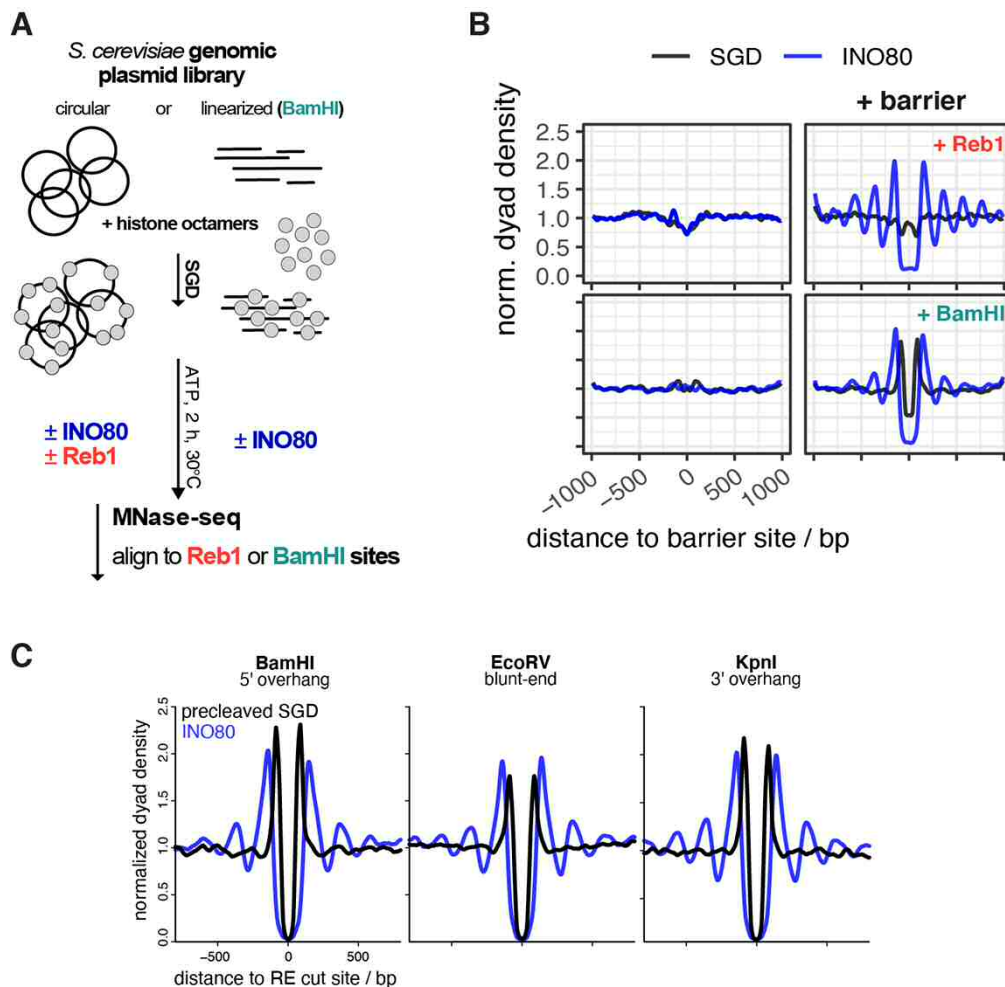 A
S. cerevisiae genomic
plasmid library
circular or linearized (BamHI)
+ histone octamers
SGD
ATP, 2 h, 30°C
± INO80
± Reb1
± INO80
MNase-seq
align to Reb1 or BamHI sites
B
SGD INO80
+ barrier
norm. dyad density
2.5
2.0
1.5
1.0
0.5
0.0
+ Reb1
+ BamHI
−1000 −500 0 500 1000
distance to barrier site / bp
C
BamHI
5' overhang
EcoRV
blunt-end
KpnI
3' overhang
precleaved SGD
INO80
normalized dyad density
2.5
2.0
1.5
1.0
0.5
0.0
−500 0 500
distance to RE cut site / bp